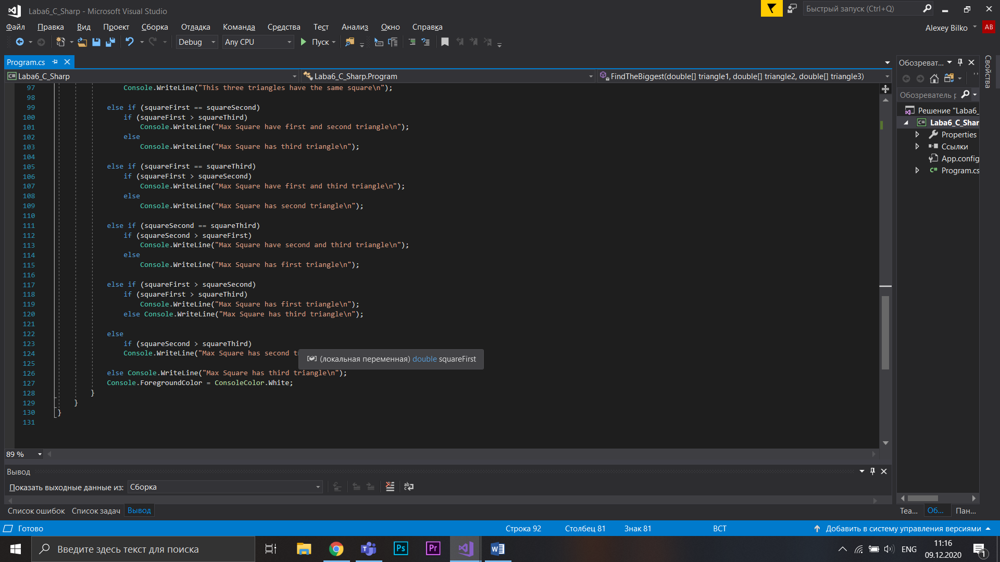 Laba6_C_Sharp - Microsoft Visual Studio
Быстрый запуск (Ctrl+Q)
Файл Правка Вид Проект Сборка Отладка Команда Средства Тест Анализ Окно Справка
Alexey Bilko AB
Debug Any CPU Пуск
Program.cs
Laba6_C_Sharp Laba6_C_Sharp.Program FindTheBiggest(double[] triangle1, double[] triangle2, double[] triangle3)
97 Console.WriteLine("This three triangles have the same square\n");
98
99 else if (squareFirst == squareSecond)
100 if (squareFirst > squareThird)
101 Console.WriteLine("Max Square have first and second triangle\n");
102 else
103 Console.WriteLine("Max Square has third triangle\n");
104
105 else if (squareFirst == squareThird)
106 if (squareFirst > squareSecond)
107 Console.WriteLine("Max Square have first and third triangle\n");
108 else
109 Console.WriteLine("Max Square has second triangle\n");
110
111 else if (squareSecond == squareThird)
112 if (squareSecond > squareFirst)
113 Console.WriteLine("Max Square have second and third triangle\n");
114 else
115 Console.WriteLine("Max Square has first triangle\n");
116
117 else if (squareFirst > squareSecond)
118 if (squareFirst > squareThird)
119 Console.WriteLine("Max Square has first triangle\n");
120 else Console.WriteLine("Max Square has third triangle\n");
121
122 else
123 if (squareSecond > squareThird)
124 Console.WriteLine("Max Square has second t
(локальная переменная) double squareFirst
125
126 else Console.WriteLine("Max Square has third triangle\n");
127 Console.ForegroundColor = ConsoleColor.White;
128 }
129 }
130 }
131
89 %
Обозреват...
Обозреватель р
Решение "Laba6_
C# Laba6_C_Shar
Properties
Ссылки
App.config
C# Program.cs
Свойства
Tea... Об... Пан...
Вывод
Показать выходные данные из: Сборка
Список ошибок Список задач Вывод
Готово Строка 92 Столбец 81 Знак 81 ВСТ Добавить в систему управления версиями
Введите здесь текст для поиска
Ps Pr
ENG
11:16
09.12.2020
1